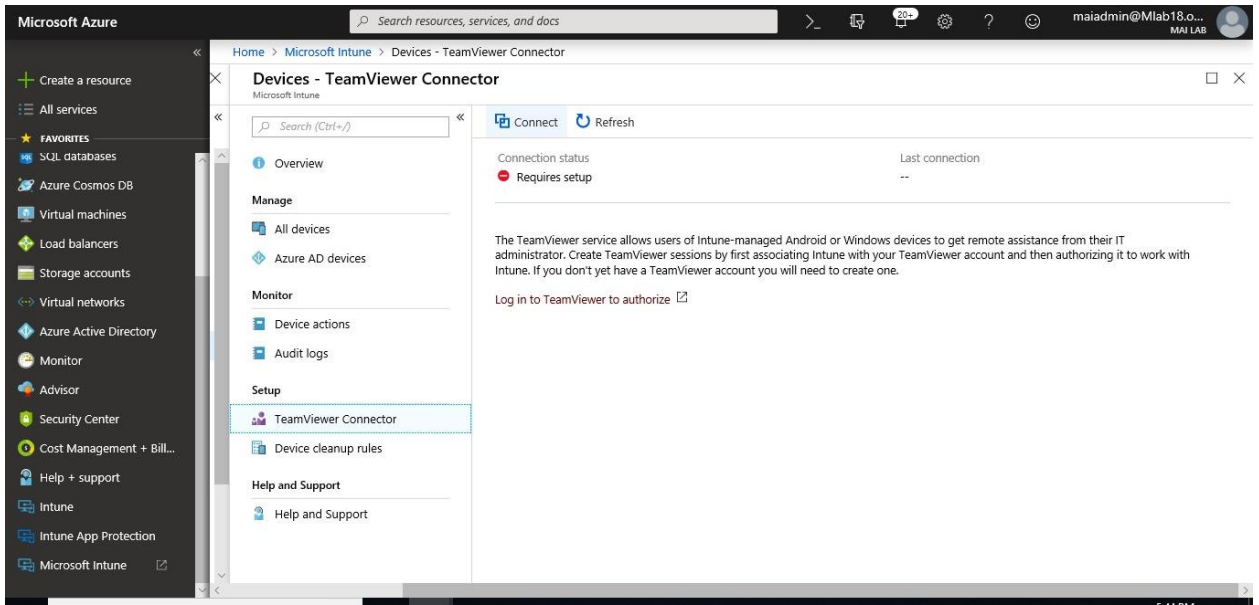 Microsoft Azure
Search resources, services, and docs
20+
maiadmin@Mlab18.o...
MAI LAB
Home > Microsoft Intune > Devices - TeamViewer Connector
Create a resource
All services
FAVORITES
SQL databases
Azure Cosmos DB
Virtual machines
Load balancers
Storage accounts
Virtual networks
Azure Active Directory
Monitor
Advisor
Security Center
Cost Management + Bill...
Help + support
Intune
Intune App Protection
Microsoft Intune
Devices - TeamViewer Connector
Microsoft Intune
Search (Ctrl+/)
Overview
Manage
All devices
Azure AD devices
Monitor
Device actions
Audit logs
Setup
TeamViewer Connector
Device cleanup rules
Help and Support
Help and Support
Connect
Refresh
Connection status
Requires setup
Last connection
--
The TeamViewer service allows users of Intune-managed Android or Windows devices to get remote assistance from their IT
administrator. Create TeamViewer sessions by first associating Intune with your TeamViewer account and then authorizing it to work with
Intune. If you don't yet have a TeamViewer account you will need to create one.
Log in to TeamViewer to authorize